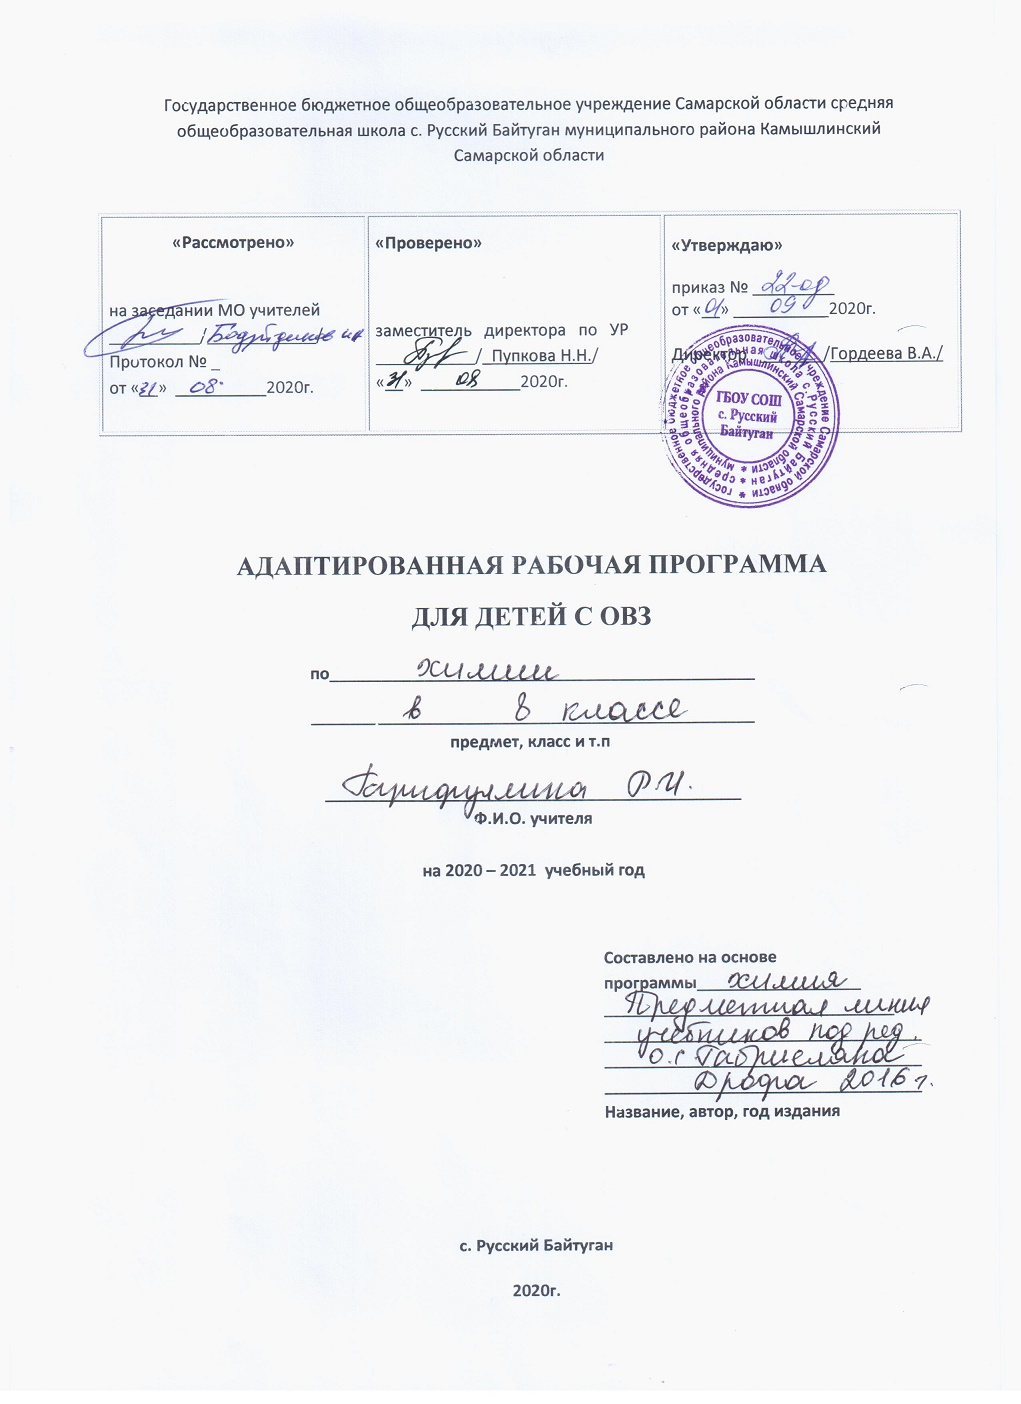 Государственное бюджетное общеобразовательное учреждение Самарской области средняя
общеобразовательная школа с. Русский Байтуган муниципального района Камышлинский
Самарской области
«Рассмотрено»
на заседании МО учителей
/ /
Протокол № _
от «31» 08 2020г.
«Проверено»
заместитель директора по УР
/ Пупкова Н.Н./
«31» 08 2020г.
«Утверждаю»
приказ № 22-од
от «01» 09 2020г.
Директор /Гордеева В.А./
ГБОУ СОШ
с. Русский
Байтуган
АДАПТИРОВАННАЯ РАБОЧАЯ ПРОГРАММА
ДЛЯ ДЕТЕЙ С ОВЗ
по химии
в 8 классе
предмет, класс и т.п
Гарифуллина Р.И.
Ф.И.О. учителя
на 2020 – 2021 учебный год
Составлено на основе
программы химия
Предметная линия
учебников под ред.
О.С Габриеляна
Дрофа 2016 г.
Название, автор, год издания
с. Русский Байтуган
2020г.